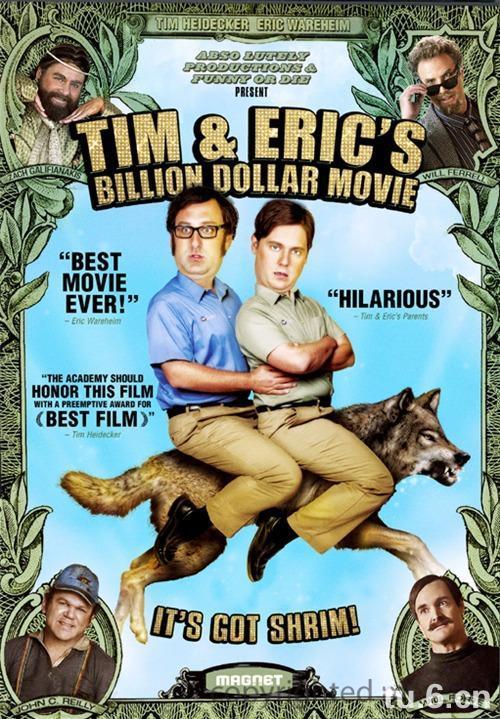 TIM HEIDECKER ERIC WAREHEIM
ABSO LUTELY
PRODUCTIONS &
FUNNY OR DIE
PRESENT
TIM & ERIC'S
BILLION DOLLAR MOVIE
ZACH GALIFIANAKIS
WILL FERRELL
"BEST
MOVIE
EVER!"
– Eric Wareheim
"HILARIOUS"
– Tim & Eric's Parents
"THE ACADEMY SHOULD
HONOR THIS FILM
WITH A PREEMPTIVE AWARD FOR
BEST FILM"
– Tim Heidecker
IT'S GOT SHRIM!
JOHN C. REILLY
MAGNET
tu.6.cn